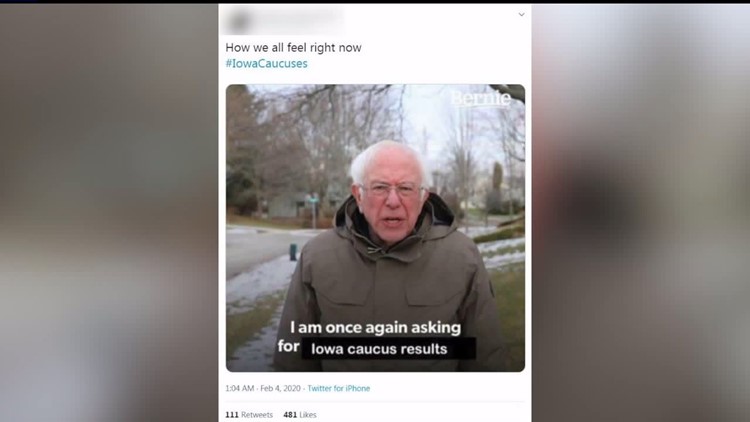 How we all feel right now
#IowaCaucuses
Bernie
I am once again asking
for Iowa caucus results
1:04 AM · Feb 4, 2020 · Twitter for iPhone
111 Retweets 481 Likes